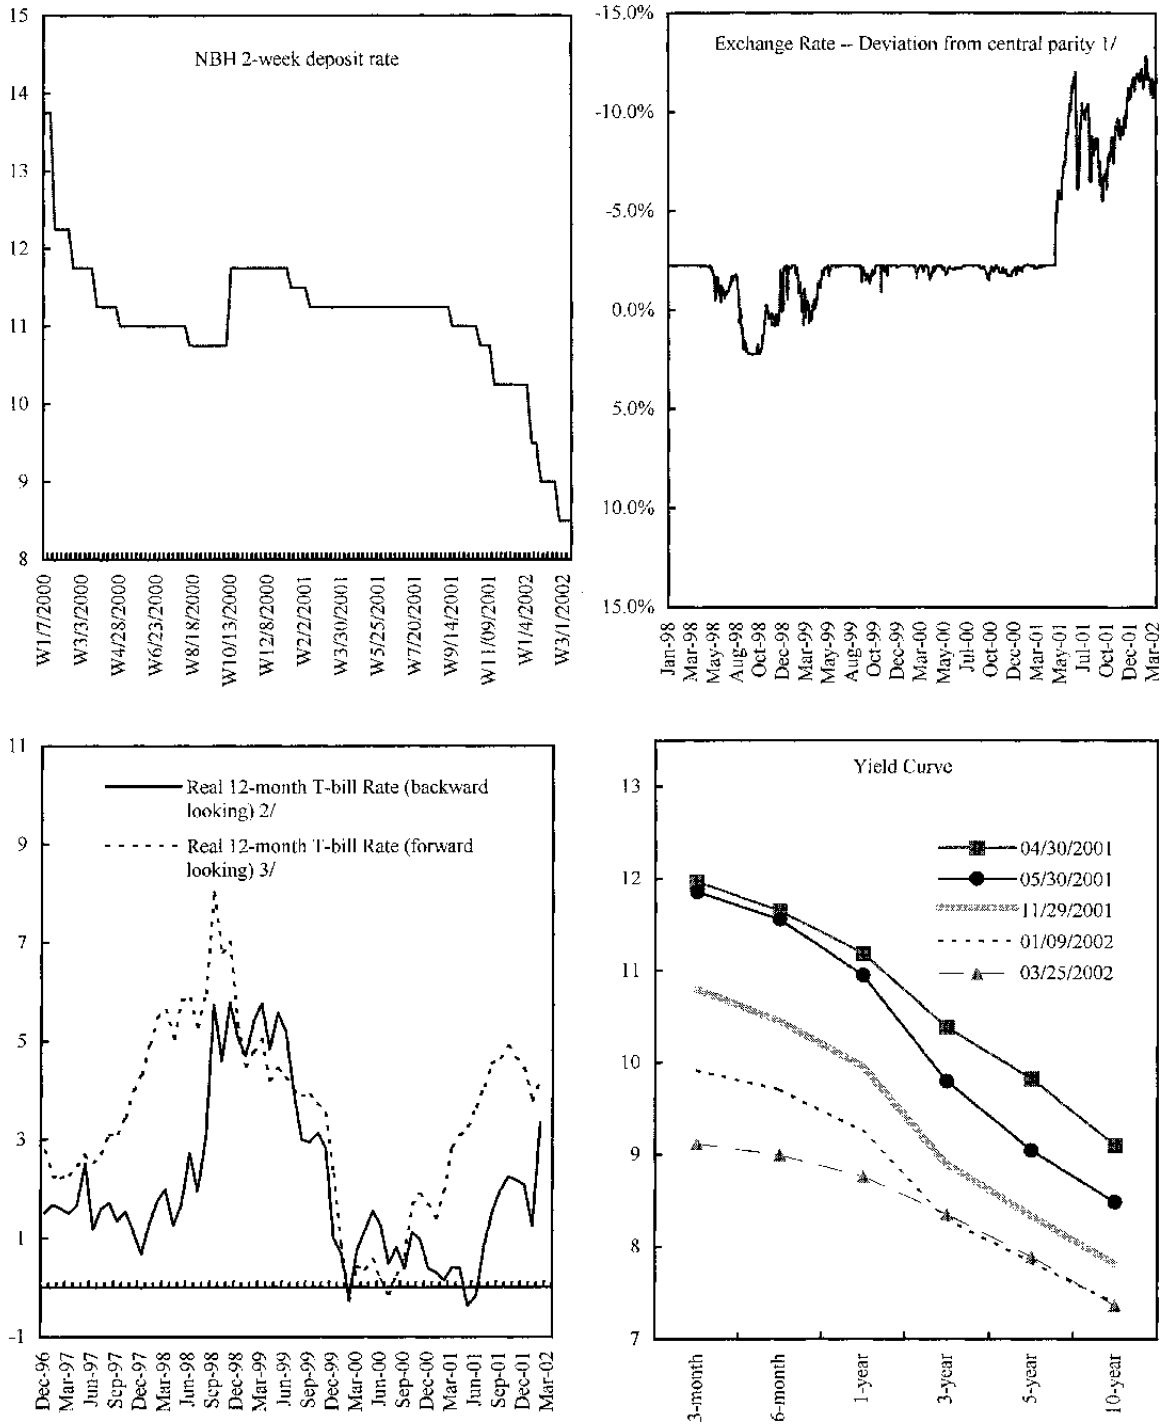 NBH 2-week deposit rate
15
14
13
12
11
10
9
8
W1/7/2000
W3/3/2000
W4/28/2000
W6/23/2000
W8/18/2000
W10/13/2000
W12/8/2000
W2/2/2001
W3/30/2001
W5/25/2001
W7/20/2001
W9/14/2001
W11/09/2001
W1/4/2002
W3/1/2002
Exchange Rate -- Deviation from central parity 1/
-15.0%
-10.0%
-5.0%
0.0%
5.0%
10.0%
15.0%
Jan-98
Mar-98
May-98
Aug-98
Oct-98
Dec-98
Mar-99
May-99
Aug-99
Oct-99
Dec-99
Mar-00
May-00
Jul-00
Oct-00
Dec-00
Mar-01
May-01
Jul-01
Oct-01
Dec-01
Mar-02
Real 12-month T-bill Rate (backward
looking) 2/
Real 12-month T-bill Rate (forward
looking) 3/
11
9
7
5
3
1
-1
Dec-96
Mar-97
Jun-97
Sep-97
Dec-97
Mar-98
Jun-98
Sep-98
Dec-98
Mar-99
Jun-99
Sep-99
Dec-99
Mar-00
Jun-00
Sep-00
Dec-00
Mar-01
Jun-01
Sep-01
Dec-01
Mar-02
Yield Curve
04/30/2001
05/30/2001
11/29/2001
01/09/2002
03/25/2002
13
12
11
10
9
8
7
3-month
6-month
1-year
3-year
5-year
10-year